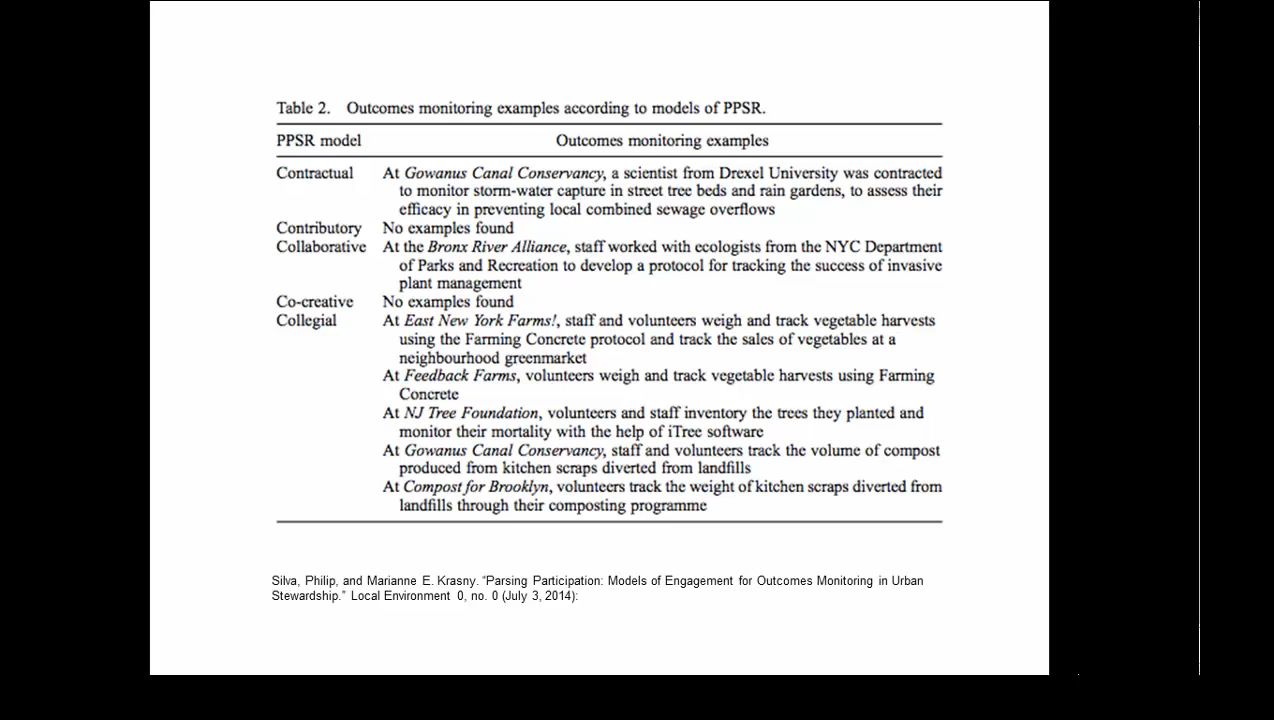 Table 2. Outcomes monitoring examples according to models of PPSR.
PPSR model Outcomes monitoring examples
Contractual At Gowanus Canal Conservancy, a scientist from Drexel University was contracted
to monitor storm-water capture in street tree beds and rain gardens, to assess their
efficacy in preventing local combined sewage overflows
Contributory No examples found
Collaborative At the Bronx River Alliance, staff worked with ecologists from the NYC Department
of Parks and Recreation to develop a protocol for tracking the success of invasive
plant management
Co-creative No examples found
Collegial At East New York Farms!, staff and volunteers weigh and track vegetable harvests
using the Farming Concrete protocol and track the sales of vegetables at a
neighbourhood greenmarket
At Feedback Farms, volunteers weigh and track vegetable harvests using Farming
Concrete
At NJ Tree Foundation, volunteers and staff inventory the trees they planted and
monitor their mortality with the help of iTree software
At Gowanus Canal Conservancy, staff and volunteers track the volume of compost
produced from kitchen scraps diverted from landfills
At Compost for Brooklyn, volunteers track the weight of kitchen scraps diverted from
landfills through their composting programme
Silva, Philip, and Marianne E. Krasny. “Parsing Participation: Models of Engagement for Outcomes Monitoring in Urban
Stewardship.” Local Environment 0, no. 0 (July 3, 2014):